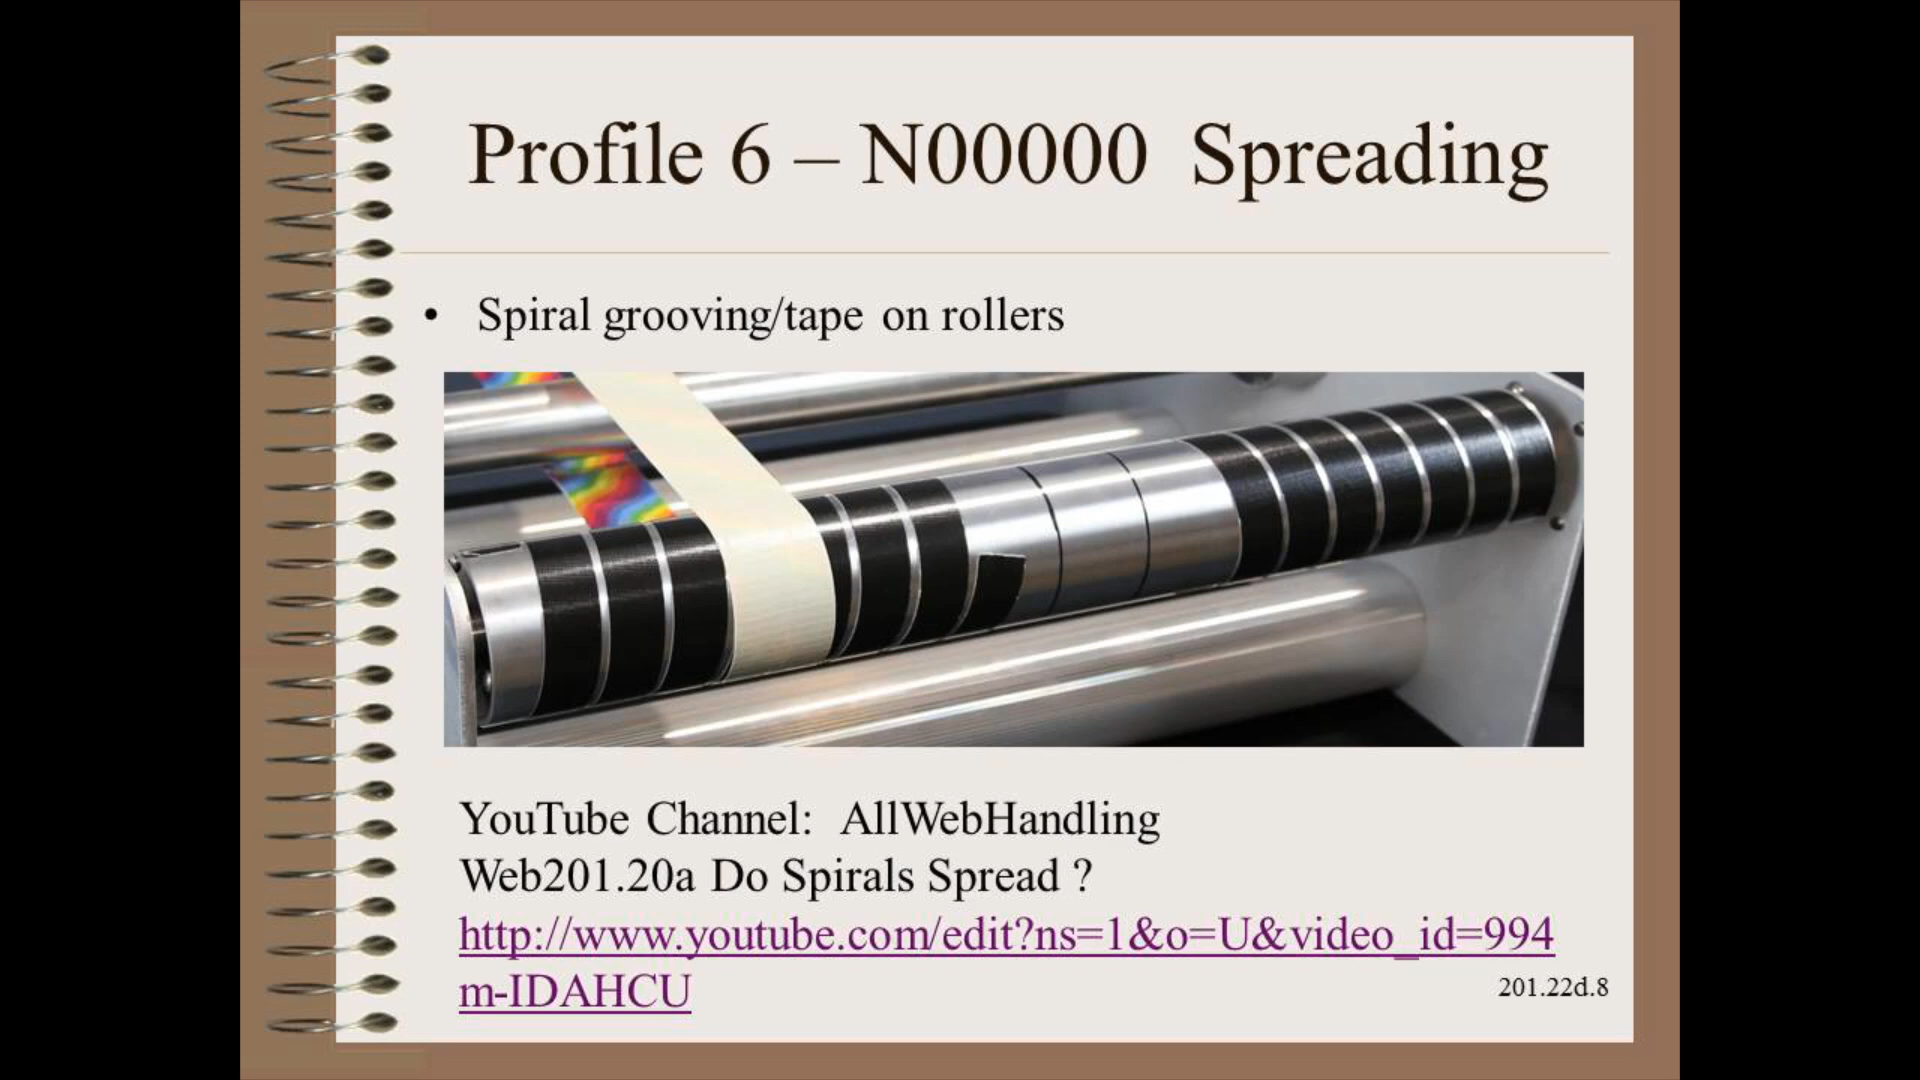 Profile 6 – N00000 Spreading
• Spiral grooving/tape on rollers
YouTube Channel: AllWebHandling
Web201.20a Do Spirals Spread ?
http://www.youtube.com/edit?ns=1&o=U&video_id=994
m-IDAHCU
201.22d.8